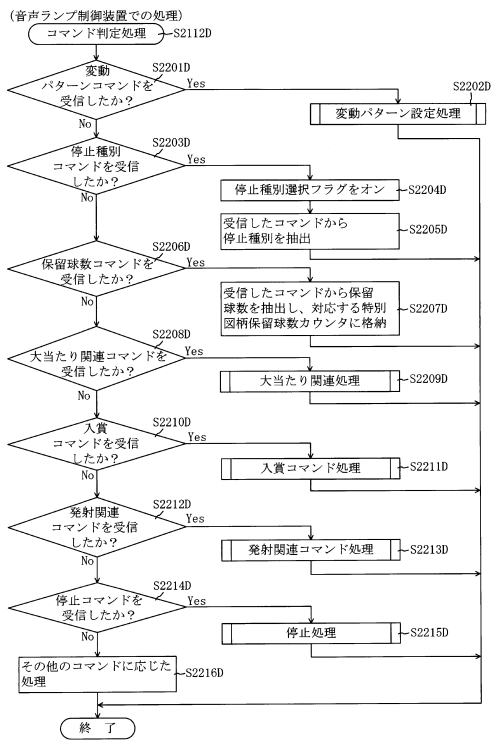 (音声ランプ制御装置での処理)
コマンド判定処理
S2112D
変動
パターンコマンドを
受信したか？
S2201D
Yes
No
変動パターン設定処理
S2202D
停止種別
コマンドを受信
したか？
S2203D
Yes
No
停止種別選択フラグをオン
S2204D
受信したコマンドから
停止種別を抽出
S2205D
保留球数コマンドを
受信したか？
S2206D
Yes
No
受信したコマンドから保留
球数を抽出し、対応する特別
図柄保留球数カウンタに格納
S2207D
大当たり関連コマンドを
受信したか？
S2208D
Yes
No
大当たり関連処理
S2209D
入賞
コマンドを受信
したか？
S2210D
Yes
No
入賞コマンド処理
S2211D
発射関連
コマンドを受信
したか？
S2212D
Yes
No
発射関連コマンド処理
S2213D
停止コマンドを
受信したか？
S2214D
Yes
No
停止処理
S2215D
その他のコマンドに応じた
処理
S2216D
終 了